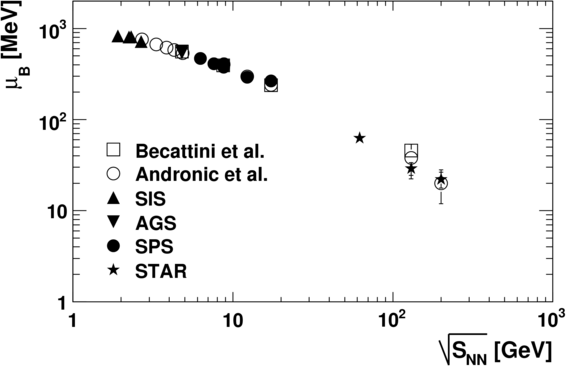 μB [MeV]
10³
10²
10
1
Becattini et al.
Andronic et al.
SIS
AGS
SPS
STAR
1 10 10² 10³
√SNN [GeV]